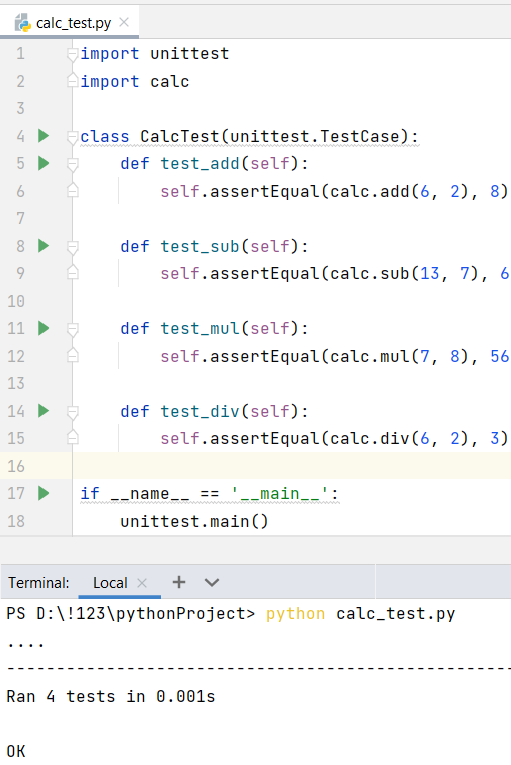 calc_test.py
1 import unittest
2 import calc
3
4 class CalcTest(unittest.TestCase):
5 def test_add(self):
6 self.assertEqual(calc.add(6, 2), 8)
7
8 def test_sub(self):
9 self.assertEqual(calc.sub(13, 7), 6
10
11 def test_mul(self):
12 self.assertEqual(calc.mul(7, 8), 56
13
14 def test_div(self):
15 self.assertEqual(calc.div(6, 2), 3)
16
17 if __name__ == '__main__':
18 unittest.main()
Terminal: Local
PS D:\!123\pythonProject> python calc_test.py
....
----------------------------------------------------
Ran 4 tests in 0.001s
OK